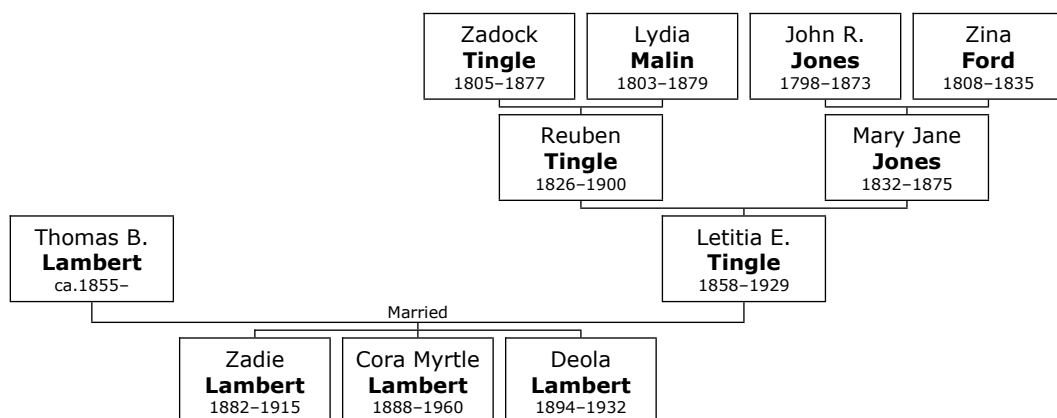 Zadock
Tingle
1805–1877
Lydia
Malin
1803–1879
John R.
Jones
1798–1873
Zina
Ford
1808–1835
Reuben
Tingle
1826–1900
Mary Jane
Jones
1832–1875
Thomas B.
Lambert
ca.1855–
Letitia E.
Tingle
1858–1929
Married
Zadie
Lambert
1882–1915
Cora Myrtle
Lambert
1888–1960
Deola
Lambert
1894–1932